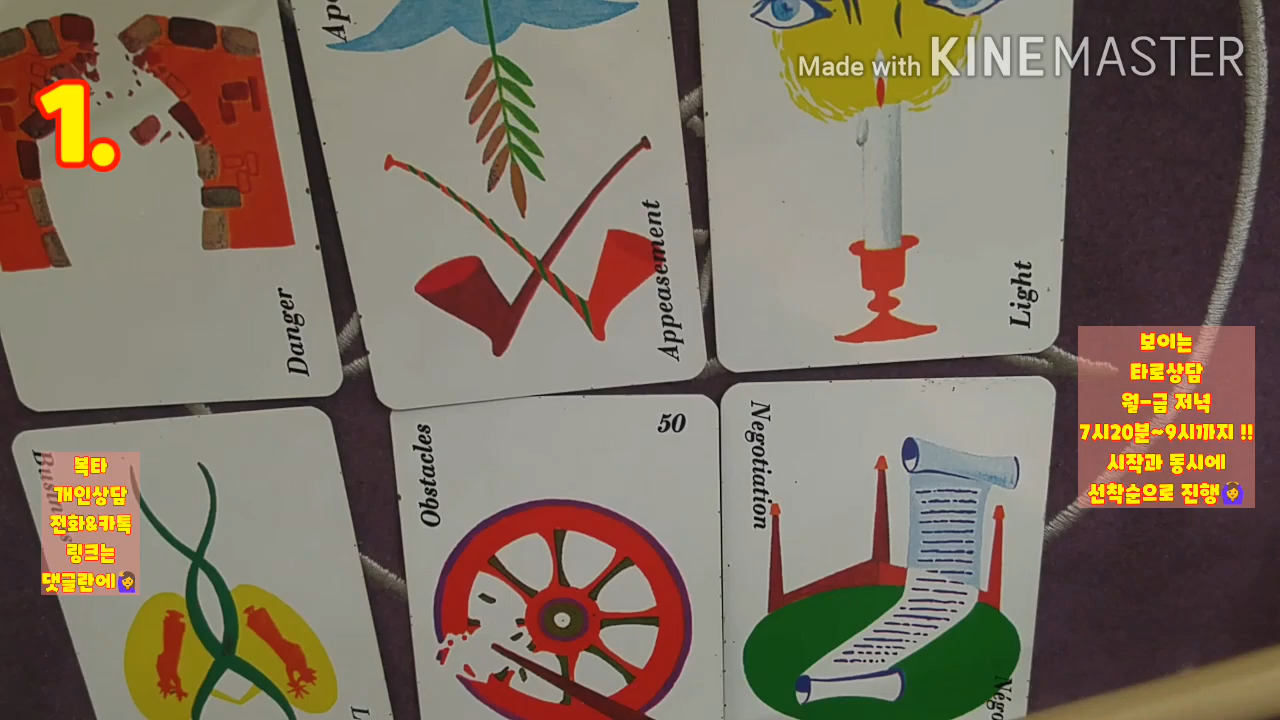 1.
Made with KINEMASTER
Danger
Appeasement
Light
보이는
타로상담
월-금 저녁
7시20분~9시까지 !!
시작과 동시에
선착순으로 진행🙆‍♀️
복타
개인상담
전화&카톡
링크는
댓글란에🙆‍♀️
Obstacles
50
Negotiation